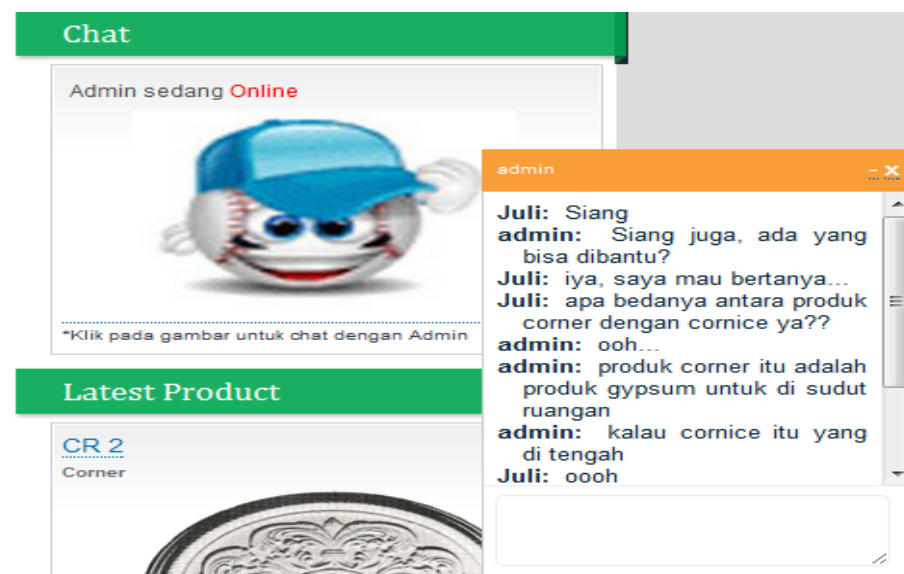 Chat
Admin sedang Online
*Klik pada gambar untuk chat dengan Admin
Latest Product
CR 2
Corner
admin
- x
Juli: Siang
admin: Siang juga, ada yang
bisa dibantu?
Juli: iya, saya mau bertanya...
Juli: apa bedanya antara produk
corner dengan cornice ya??
admin: ooh...
admin: produk corner itu adalah
produk gypsum untuk di sudut
ruangan
admin: kalau cornice itu yang
di tengah
Juli: oooh